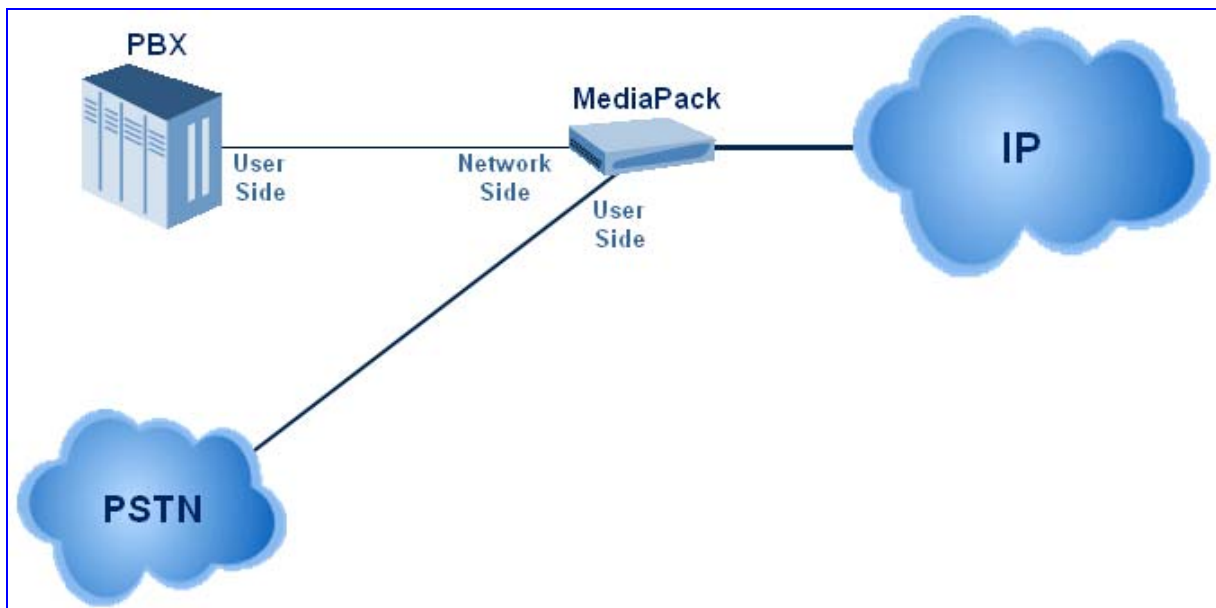 PBX
MediaPack
IP
User
Side
Network
Side
User
Side
PSTN